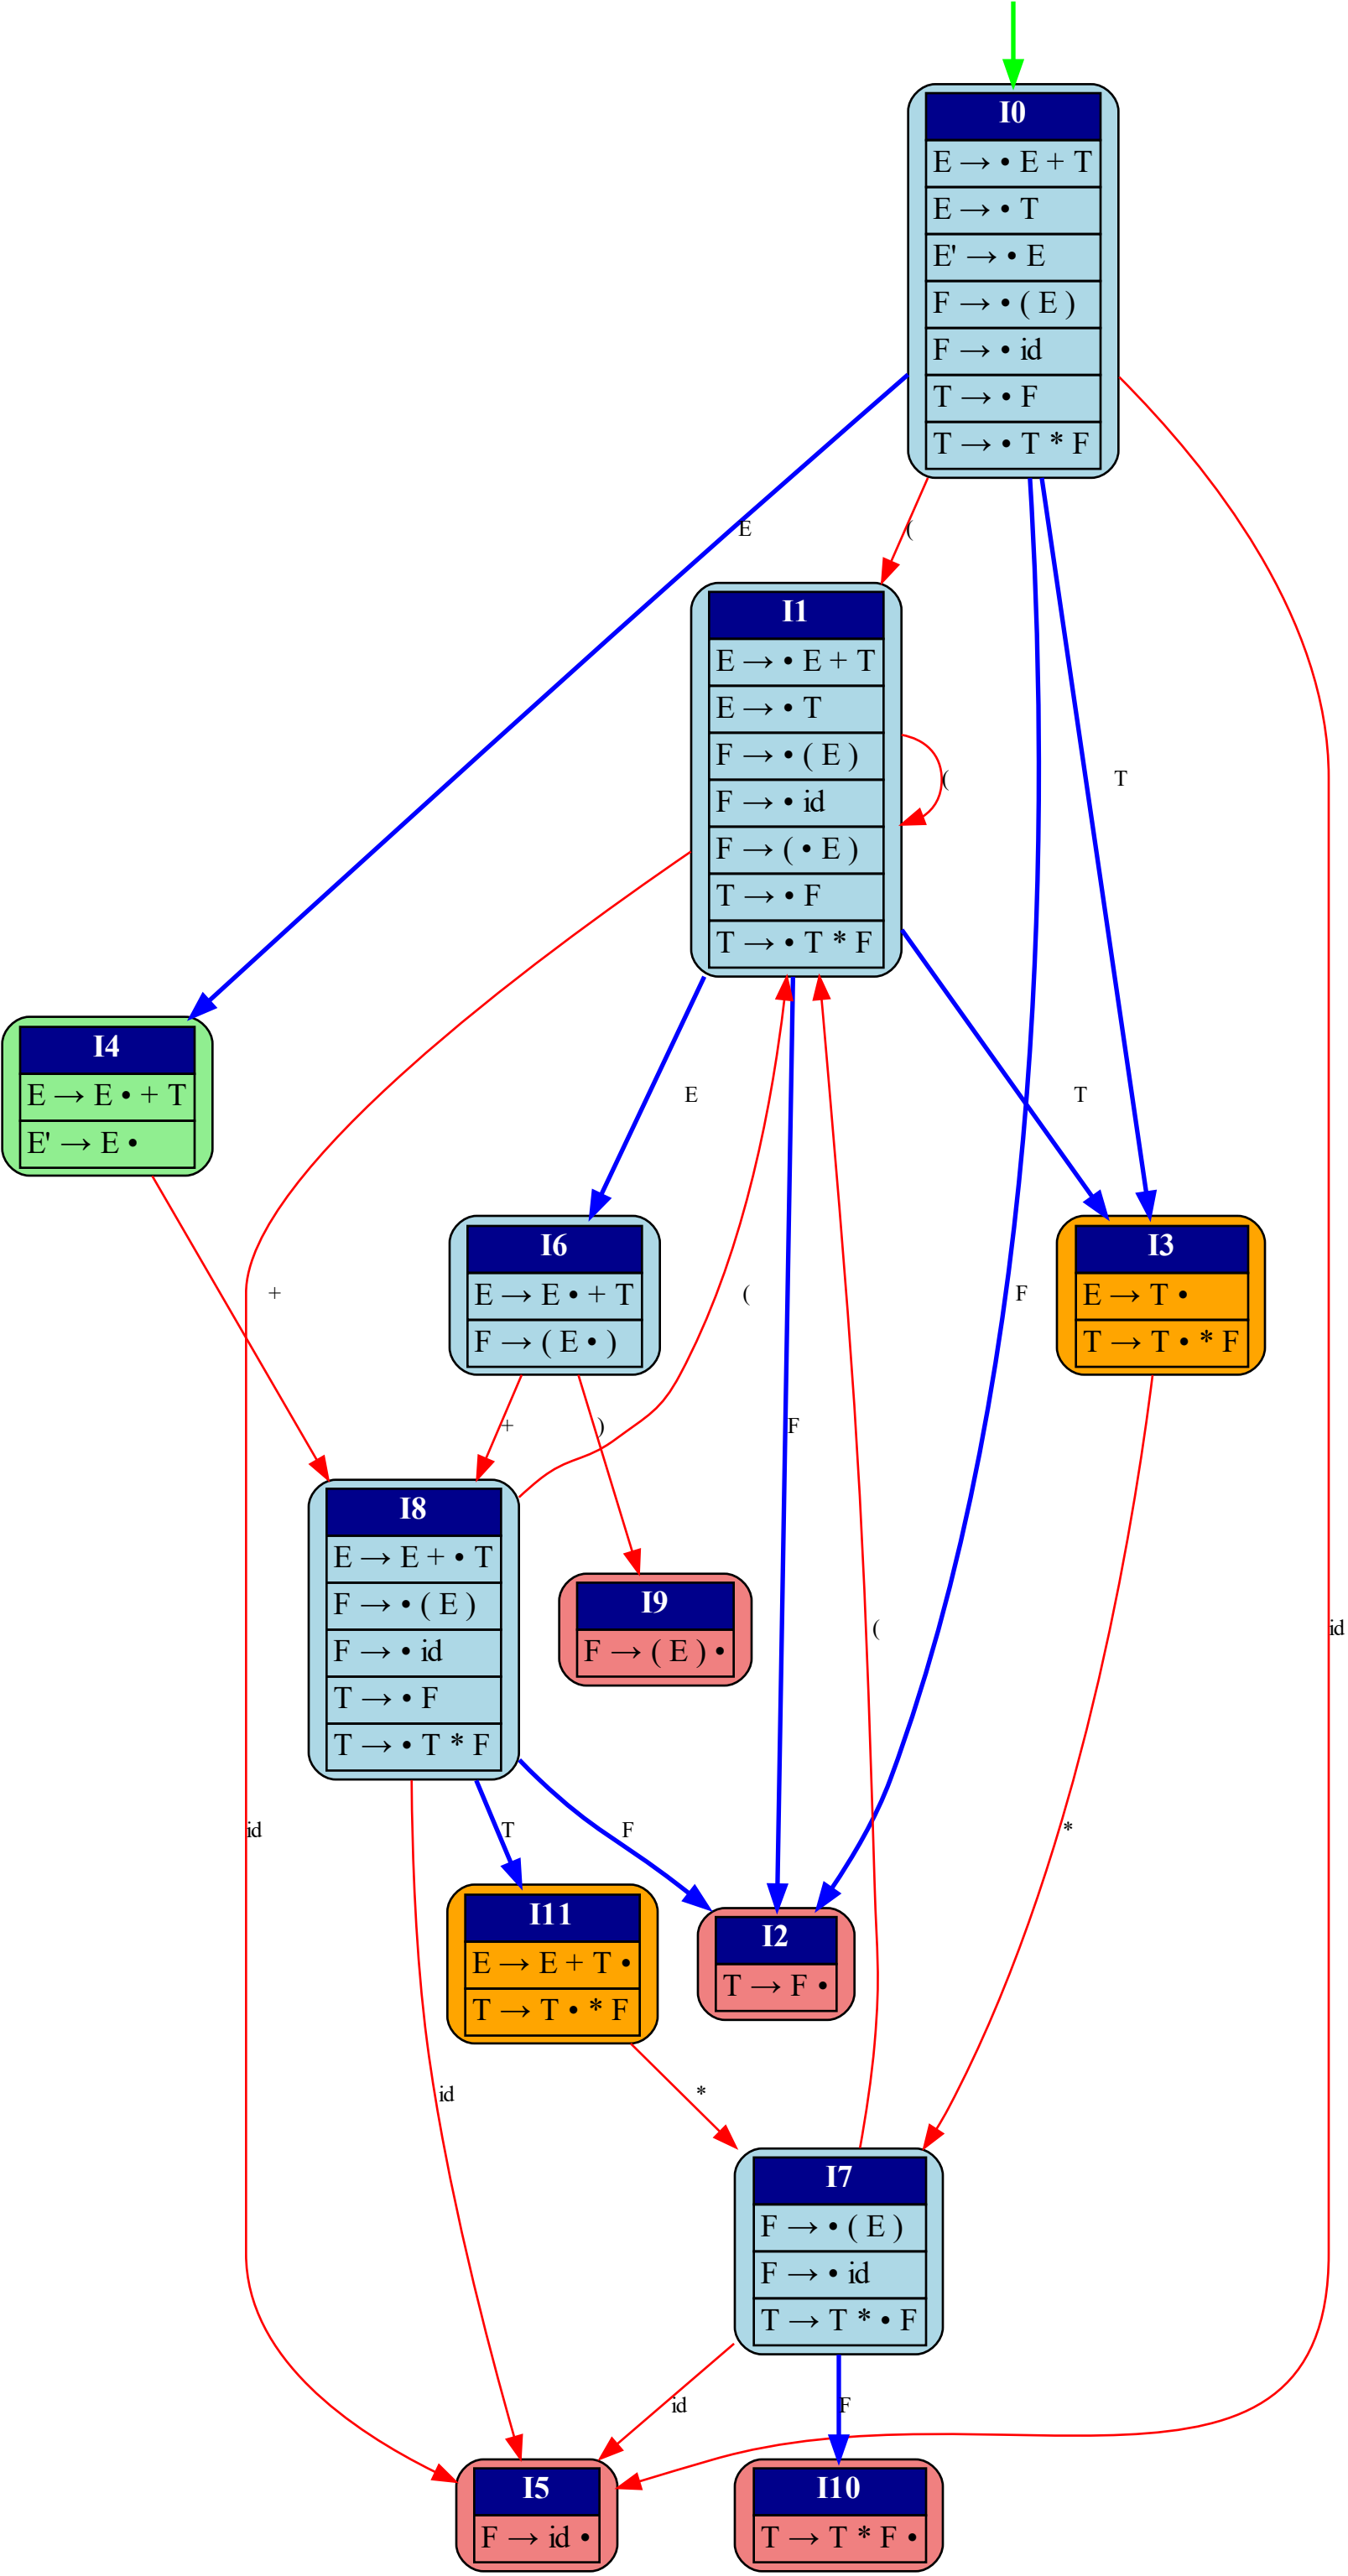 I0
E → • E + T
E → • T
E' → • E
F → • ( E )
F → • id
T → • F
T → • T * F
E
(
I1
E → • E + T
E → • T
F → • ( E )
F → • id
F → ( • E )
T → • F
T → • T * F
(
T
I4
E → E • + T
E' → E •
E
T
I6
E → E • + T
F → ( E • )
I3
E → T •
T → T • * F
+
(
F
+
)
F
I8
E → E + • T
F → • ( E )
F → • id
T → • F
T → • T * F
I9
F → ( E ) •
(
id
id
T
F
*
I11
E → E + T •
T → T • * F
I2
T → F •
id
*
I7
F → • ( E )
F → • id
T → T * • F
id
F
I5
F → id •
I10
T → T * F •